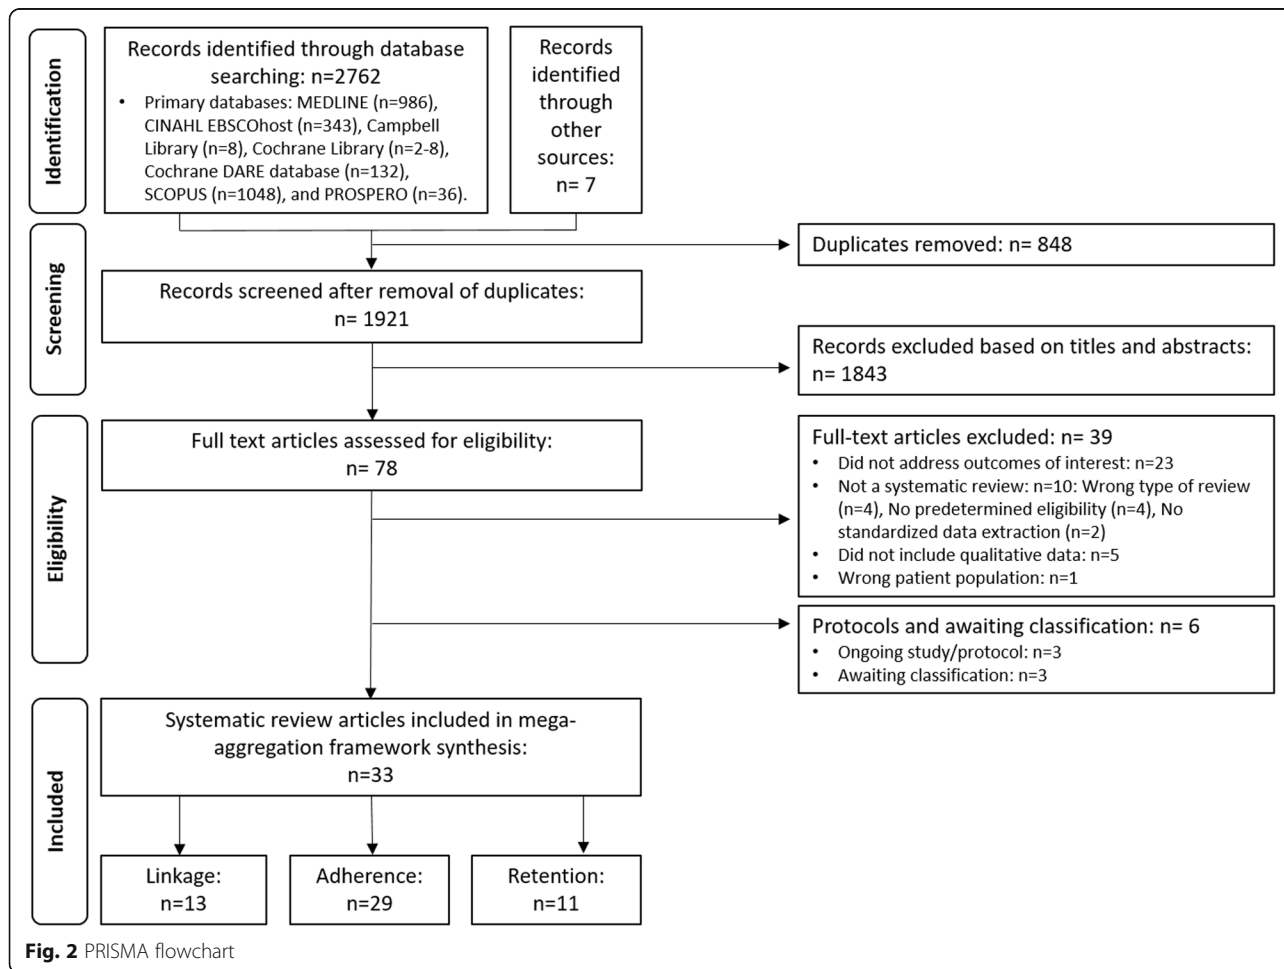 Identification
Records identified through database
searching: n=2762
• Primary databases: MEDLINE (n=986),
CINAHL EBSCOhost (n=343), Campbell
Library (n=8), Cochrane Library (n=2-8),
Cochrane DARE database (n=132),
SCOPUS (n=1048), and PROSPERO (n=36).
Records
identified
through
other
sources:
n= 7
Screening
Duplicates removed: n= 848
Records screened after removal of duplicates:
n= 1921
Records excluded based on titles and abstracts:
n= 1843
Eligibility
Full text articles assessed for eligibility:
n= 78
Full-text articles excluded: n= 39
• Did not address outcomes of interest: n=23
• Not a systematic review: n=10: Wrong type of review
(n=4), No predetermined eligibility (n=4), No
standardized data extraction (n=2)
• Did not include qualitative data: n=5
• Wrong patient population: n=1
Protocols and awaiting classification: n= 6
• Ongoing study/protocol: n=3
• Awaiting classification: n=3
Included
Systematic review articles included in mega-
aggregation framework synthesis:
n=33
Linkage:
n=13
Adherence:
n=29
Retention:
n=11
Fig. 2 PRISMA flowchart